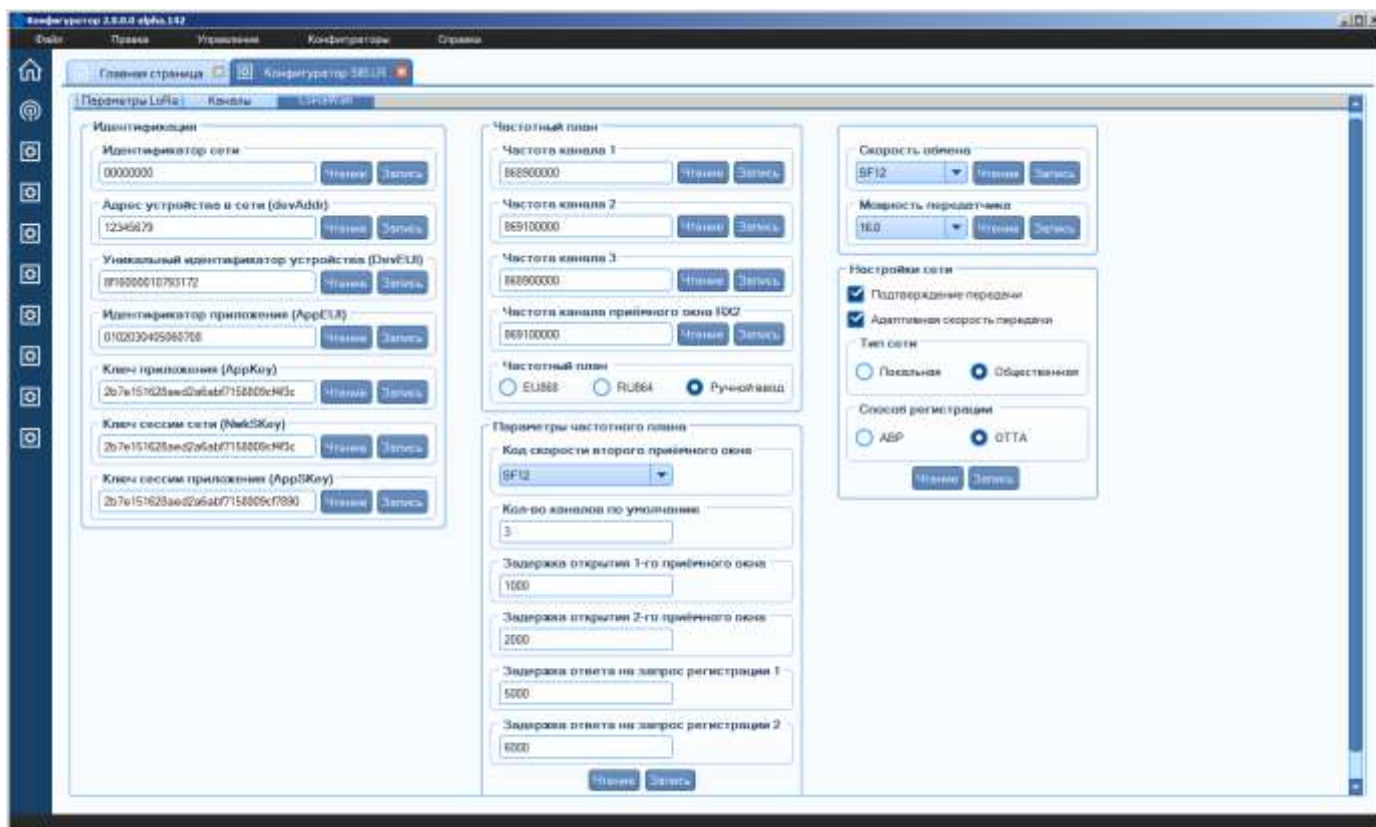 Конфигуратор 2.0.0.0 alpha.142
Файл Правка Управление Конфигураторы Справка
Главная страница Конфигуратор
Параметры LoRa Каналы LoRaWan
Идентификация
Идентификатор сети
00000000 Чтение Запись
Адрес устройства в сети (devAddr)
12345679 Чтение Запись
Уникальный идентификатор устройства (DevEUI)
Чтение Запись
Идентификатор приложения (AppEUI)
0102030405060708 Чтение Запись
Ключ приложения (AppKey)
Чтение Запись
Ключ сессии сети (NwkSKey)
Чтение Запись
Ключ сессии приложения (AppSKey)
Чтение Запись
Частотный план
Частота канала 1
868900000 Чтение Запись
Частота канала 2
869100000 Чтение Запись
Частота канала 3
868900000 Чтение Запись
Частота канала приёмного окна RX2
869100000 Чтение Запись
Частотный план
EU868 RU864 Ручной ввод
Параметры частотного плана
Код скорости второго приёмного окна
SF12
Кол-во каналов по умолчанию
3
Задержка открытия 1-го приёмного окна
1000
Задержка открытия 2-го приёмного окна
2000
Задержка ответа на запрос регистрации 1
5000
Задержка ответа на запрос регистрации 2
6000
Чтение Запись
Скорость обмена
SF12 Чтение Запись
Мощность передатчика
16.0 Чтение Запись
Настройки сети
Подтверждение передачи
Адаптивная скорость передачи
Тип сети
Локальная Общественная
Способ регистрации
ABP OTTA
Чтение Запись